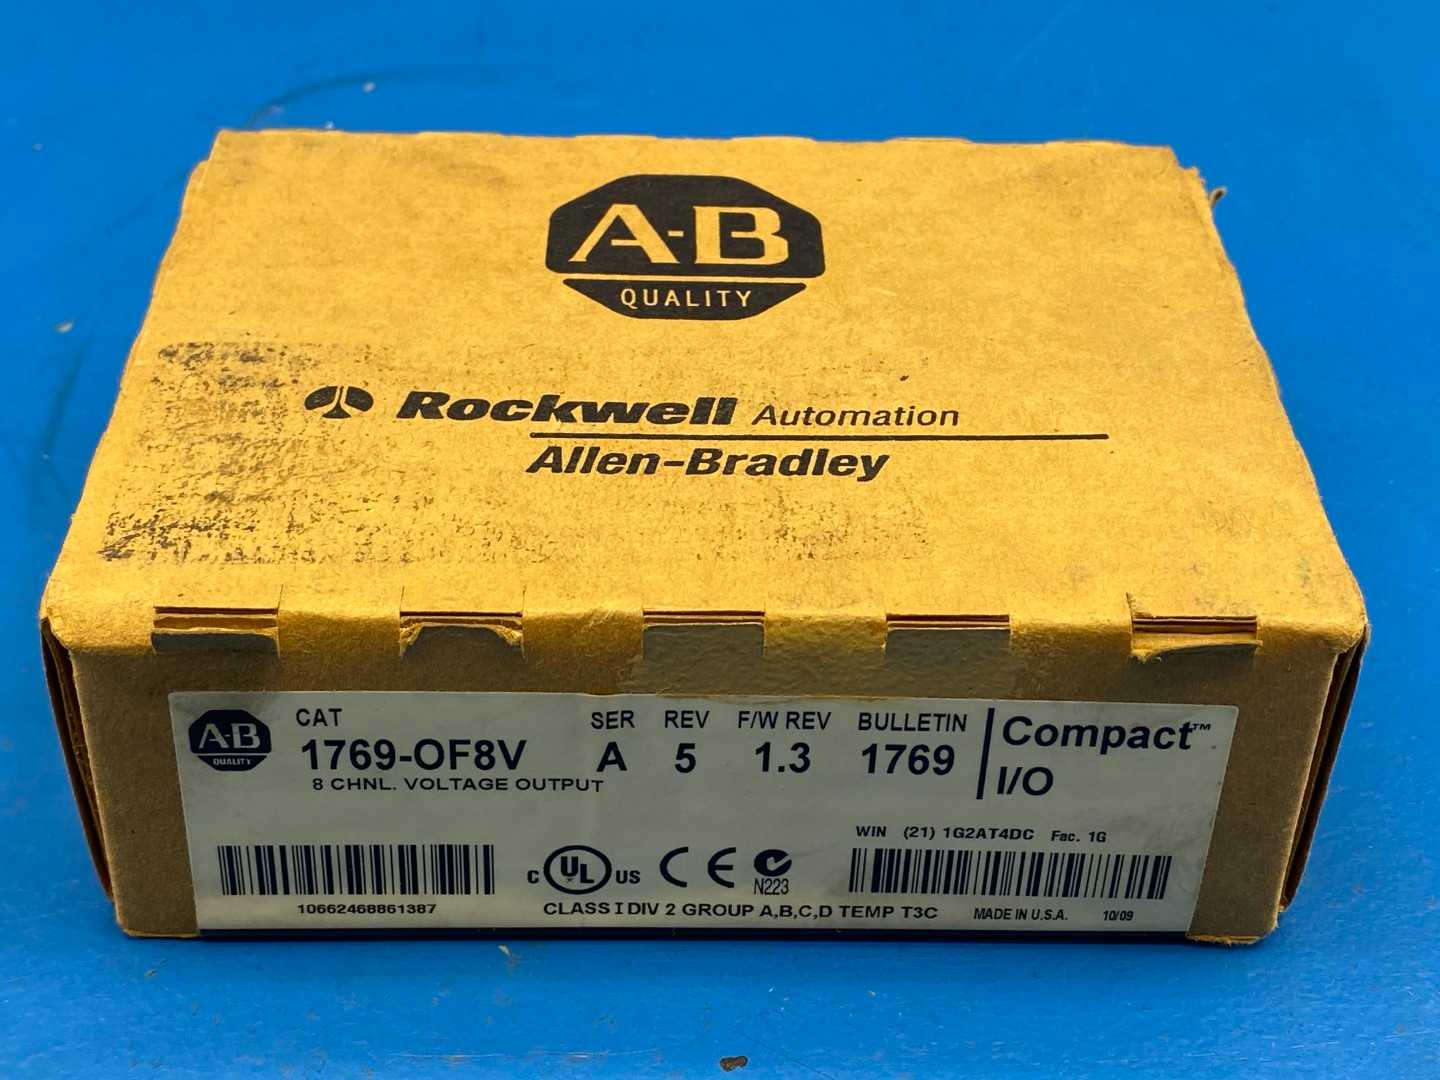 A-B
QUALITY
Rockwell Automation
Allen-Bradley
A-B
QUALITY
CAT SER REV F/W REV BULLETIN
1769-OF8V A 5 1.3 1769
8 CHNL. VOLTAGE OUTPUT
Compact™
I/O
WIN (21) 1G2AT4DC Fac. 1G
10662468861387
C UL US CE N223
CLASS I DIV 2 GROUP A,B,C,D TEMP T3C MADE IN U.S.A. 10/09